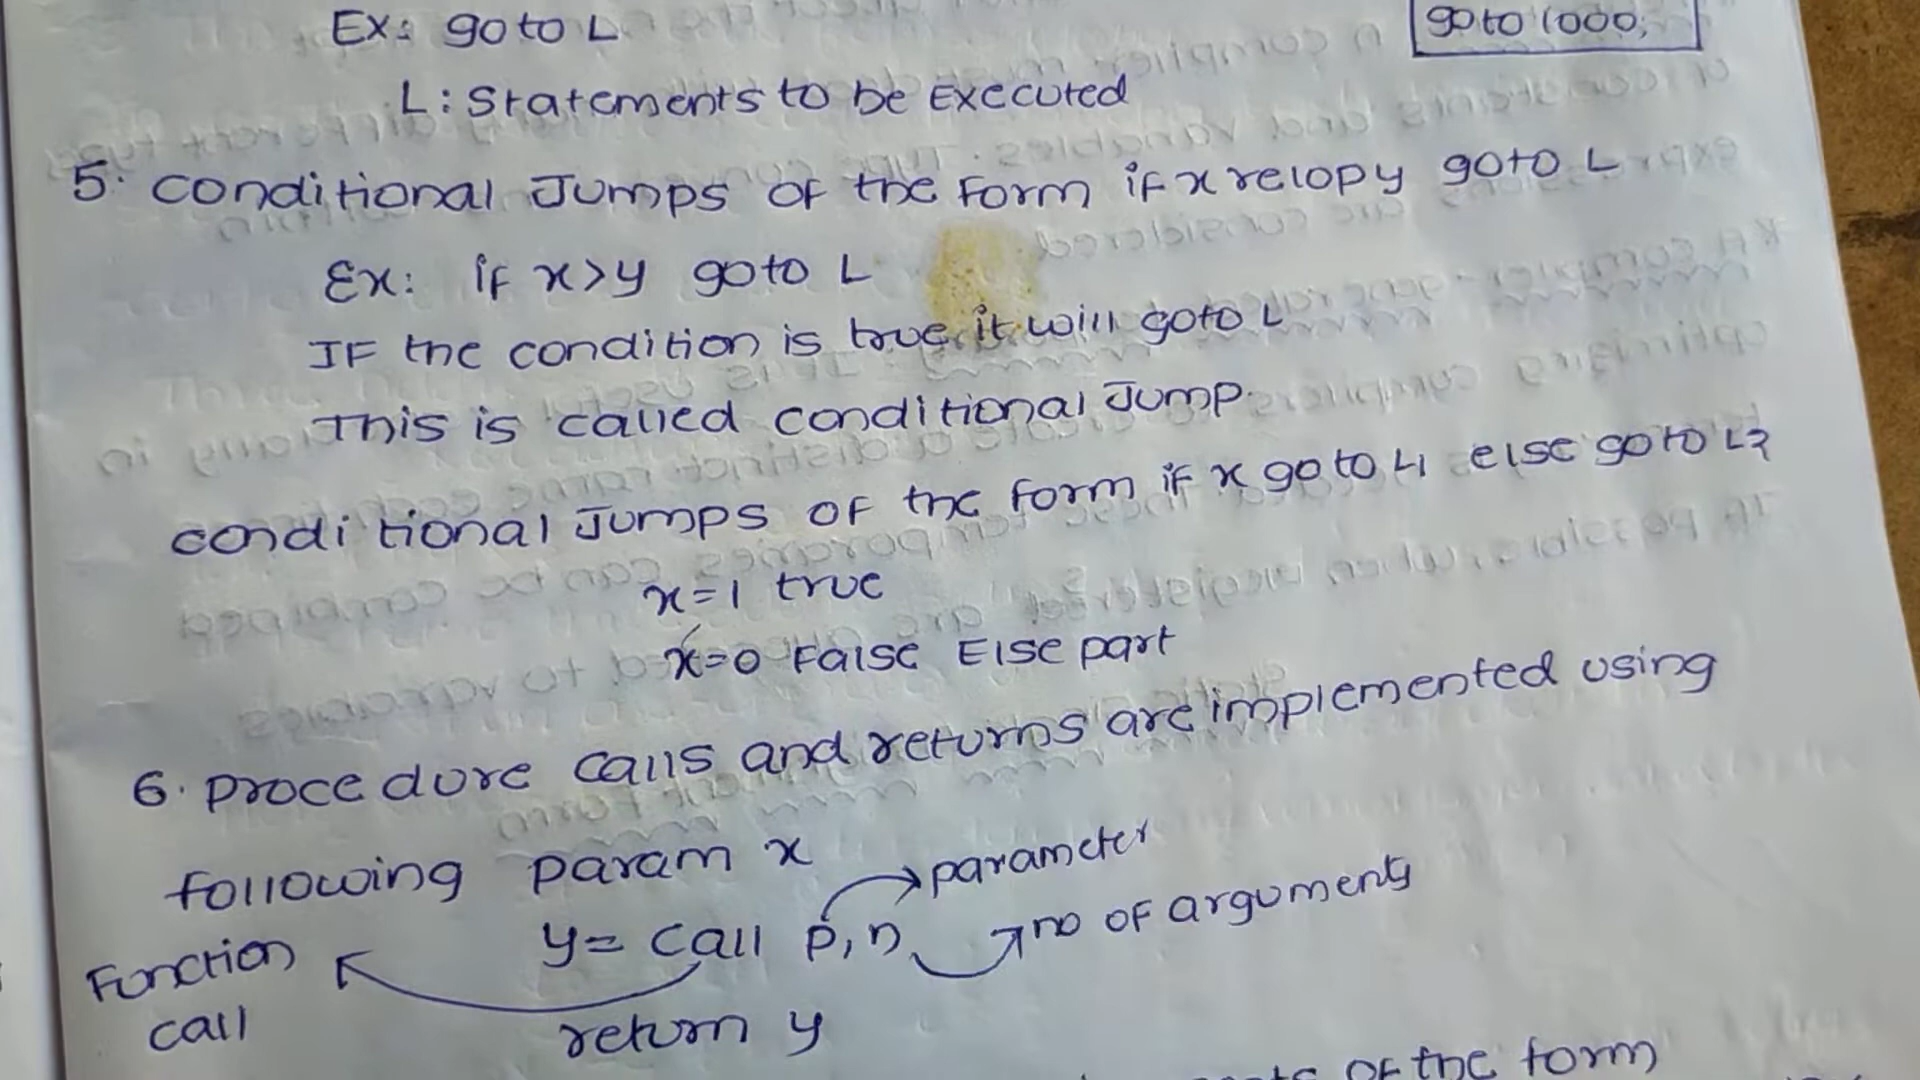 Ex: goto L
goto 1000;
L: Statements to be Executed
5. conditional Jumps of the form if x relop y goto L
Ex: if x>y goto L
IF the condition is true it will goto L
This is called conditional Jump.
conditional Jumps of the form if x goto L1 else goto L2
x=1 true
x=0 False Else part
6. procedure calls and returns are implemented using
following param x
parameter
y= call p,n
no of arguments
Function
call
return y
of the form